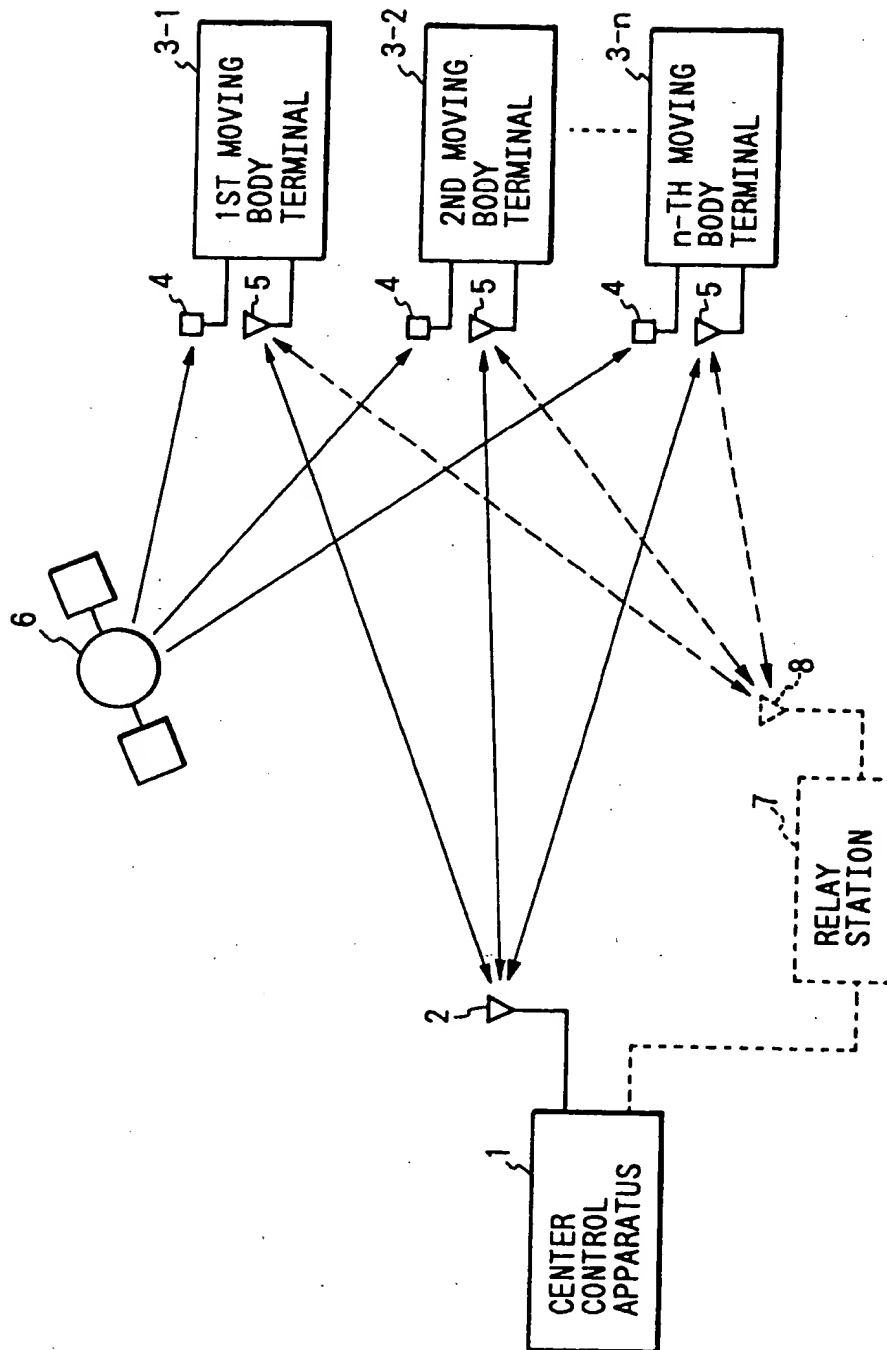 1
CENTER
CONTROL
APPARATUS
2
6
3-1
1ST MOVING
BODY
TERMINAL
4
5
3-2
2ND MOVING
BODY
TERMINAL
4
5
3-n
n-TH MOVING
BODY
TERMINAL
4
5
7
RELAY
STATION
8